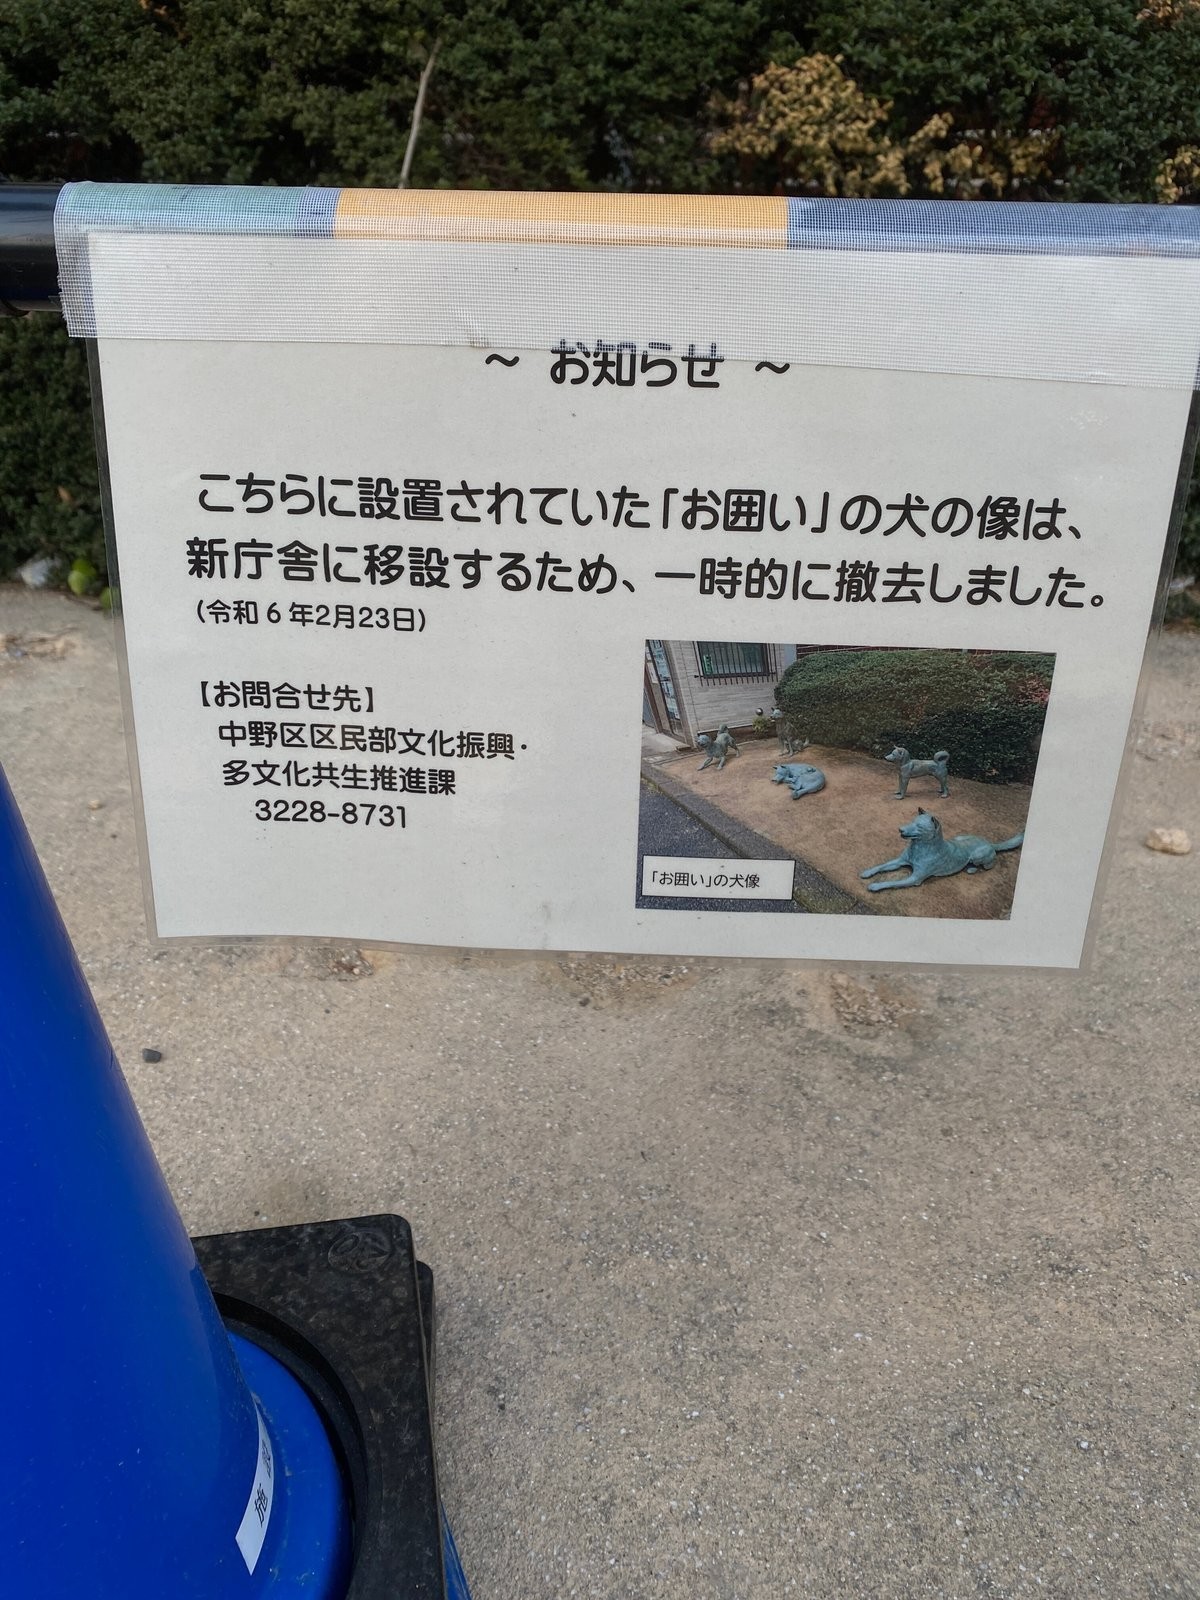 ～ お知らせ ～
こちらに設置されていた「お囲い」の犬の像は、
新庁舎に移設するため、一時的に撤去しました。
(令和６年2月23日)
【お問合せ先】
中野区区民部文化振興・
多文化共生推進課
3228-8731
「お囲い」の犬像